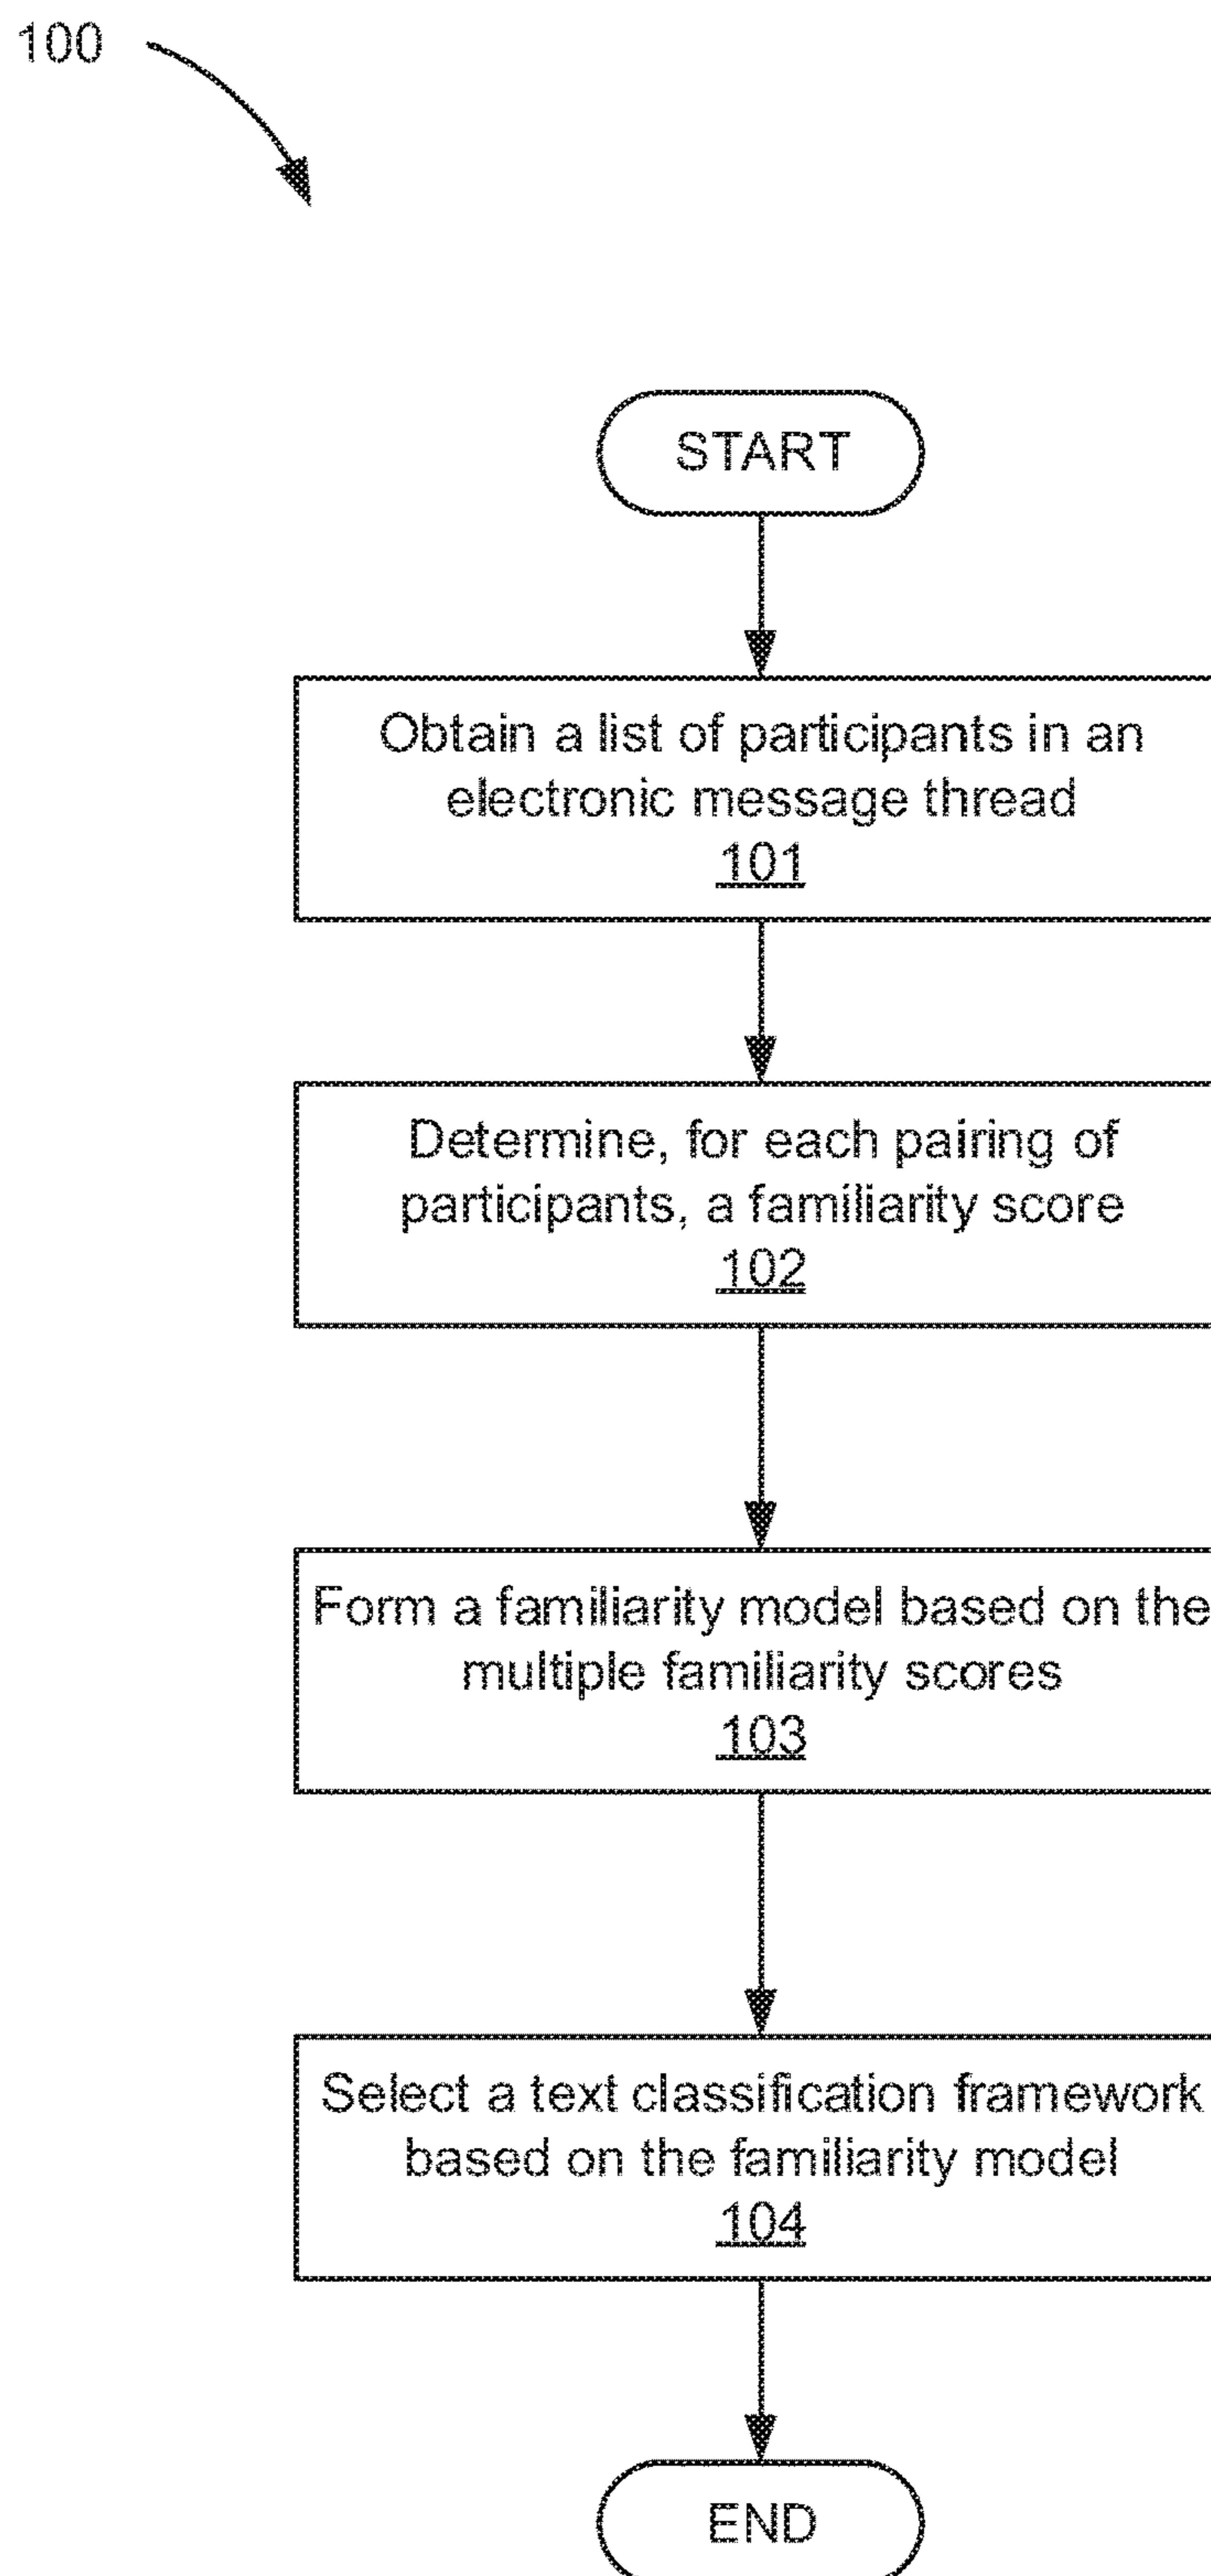 100
START
Obtain a list of participants in an
electronic message thread
101
Determine, for each pairing of
participants, a familiarity score
102
Form a familiarity model based on the
multiple familiarity scores
103
Select a text classification framework
based on the familiarity model
104
END